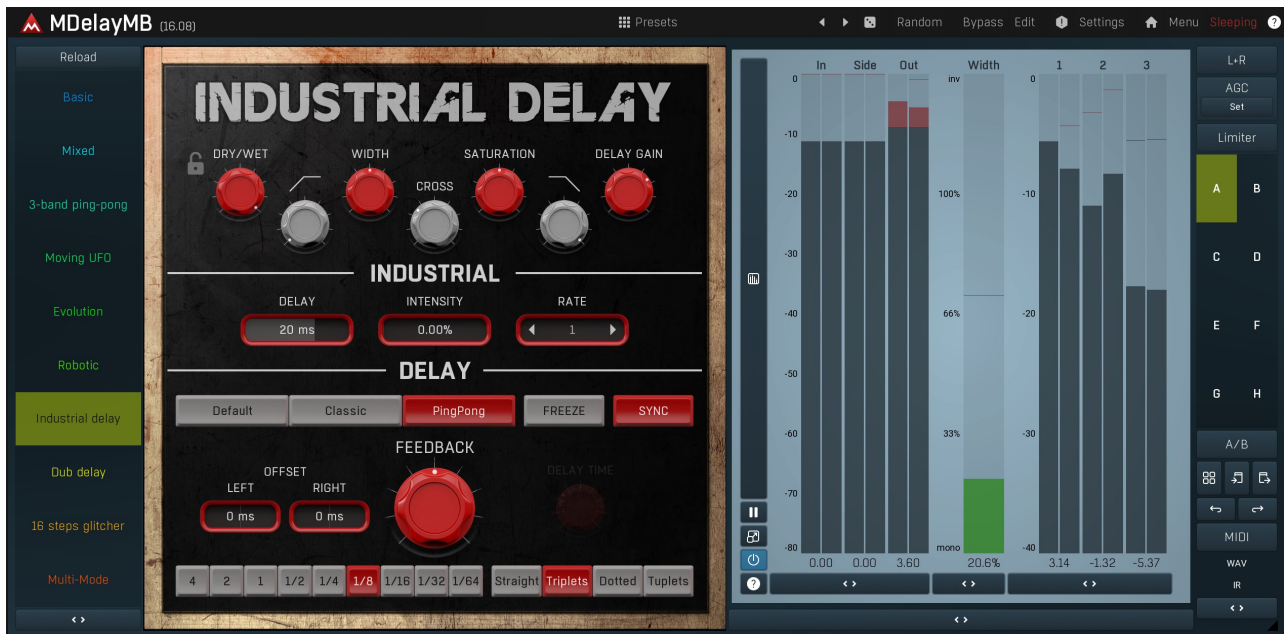 MDelayMB (16.08)
Presets
Random Bypass Edit Settings Menu Sleeping ?
Reload
Basic
Mixed
3-band ping-pong
Moving UFO
Evolution
Robotic
Industrial delay
Dub delay
16 steps glitcher
Multi-Mode
INDUSTRIAL DELAY
DRY/WET WIDTH SATURATION DELAY GAIN
CROSS
INDUSTRIAL
DELAY INTENSITY RATE
20 ms 0.00% 1
DELAY
Default Classic PingPong FREEZE SYNC
FEEDBACK
OFFSET DELAY TIME
LEFT RIGHT
0 ms 0 ms
4 2 1 1/2 1/4 1/8 1/16 1/32 1/64 Straight Triplets Dotted Tuplets
In Side Out Width 1 2 3
0 inv 0
-10
-20 100% -10
-30
-40 66% -20
-50
-60 33% -30
-70
-80 mono -40
0.00 0.00 3.60 20.6% 3.14 -1.32 -5.37
?
L+R
AGC
Set
Limiter
A B
C D
E F
G H
A/B
MIDI
WAV
IR